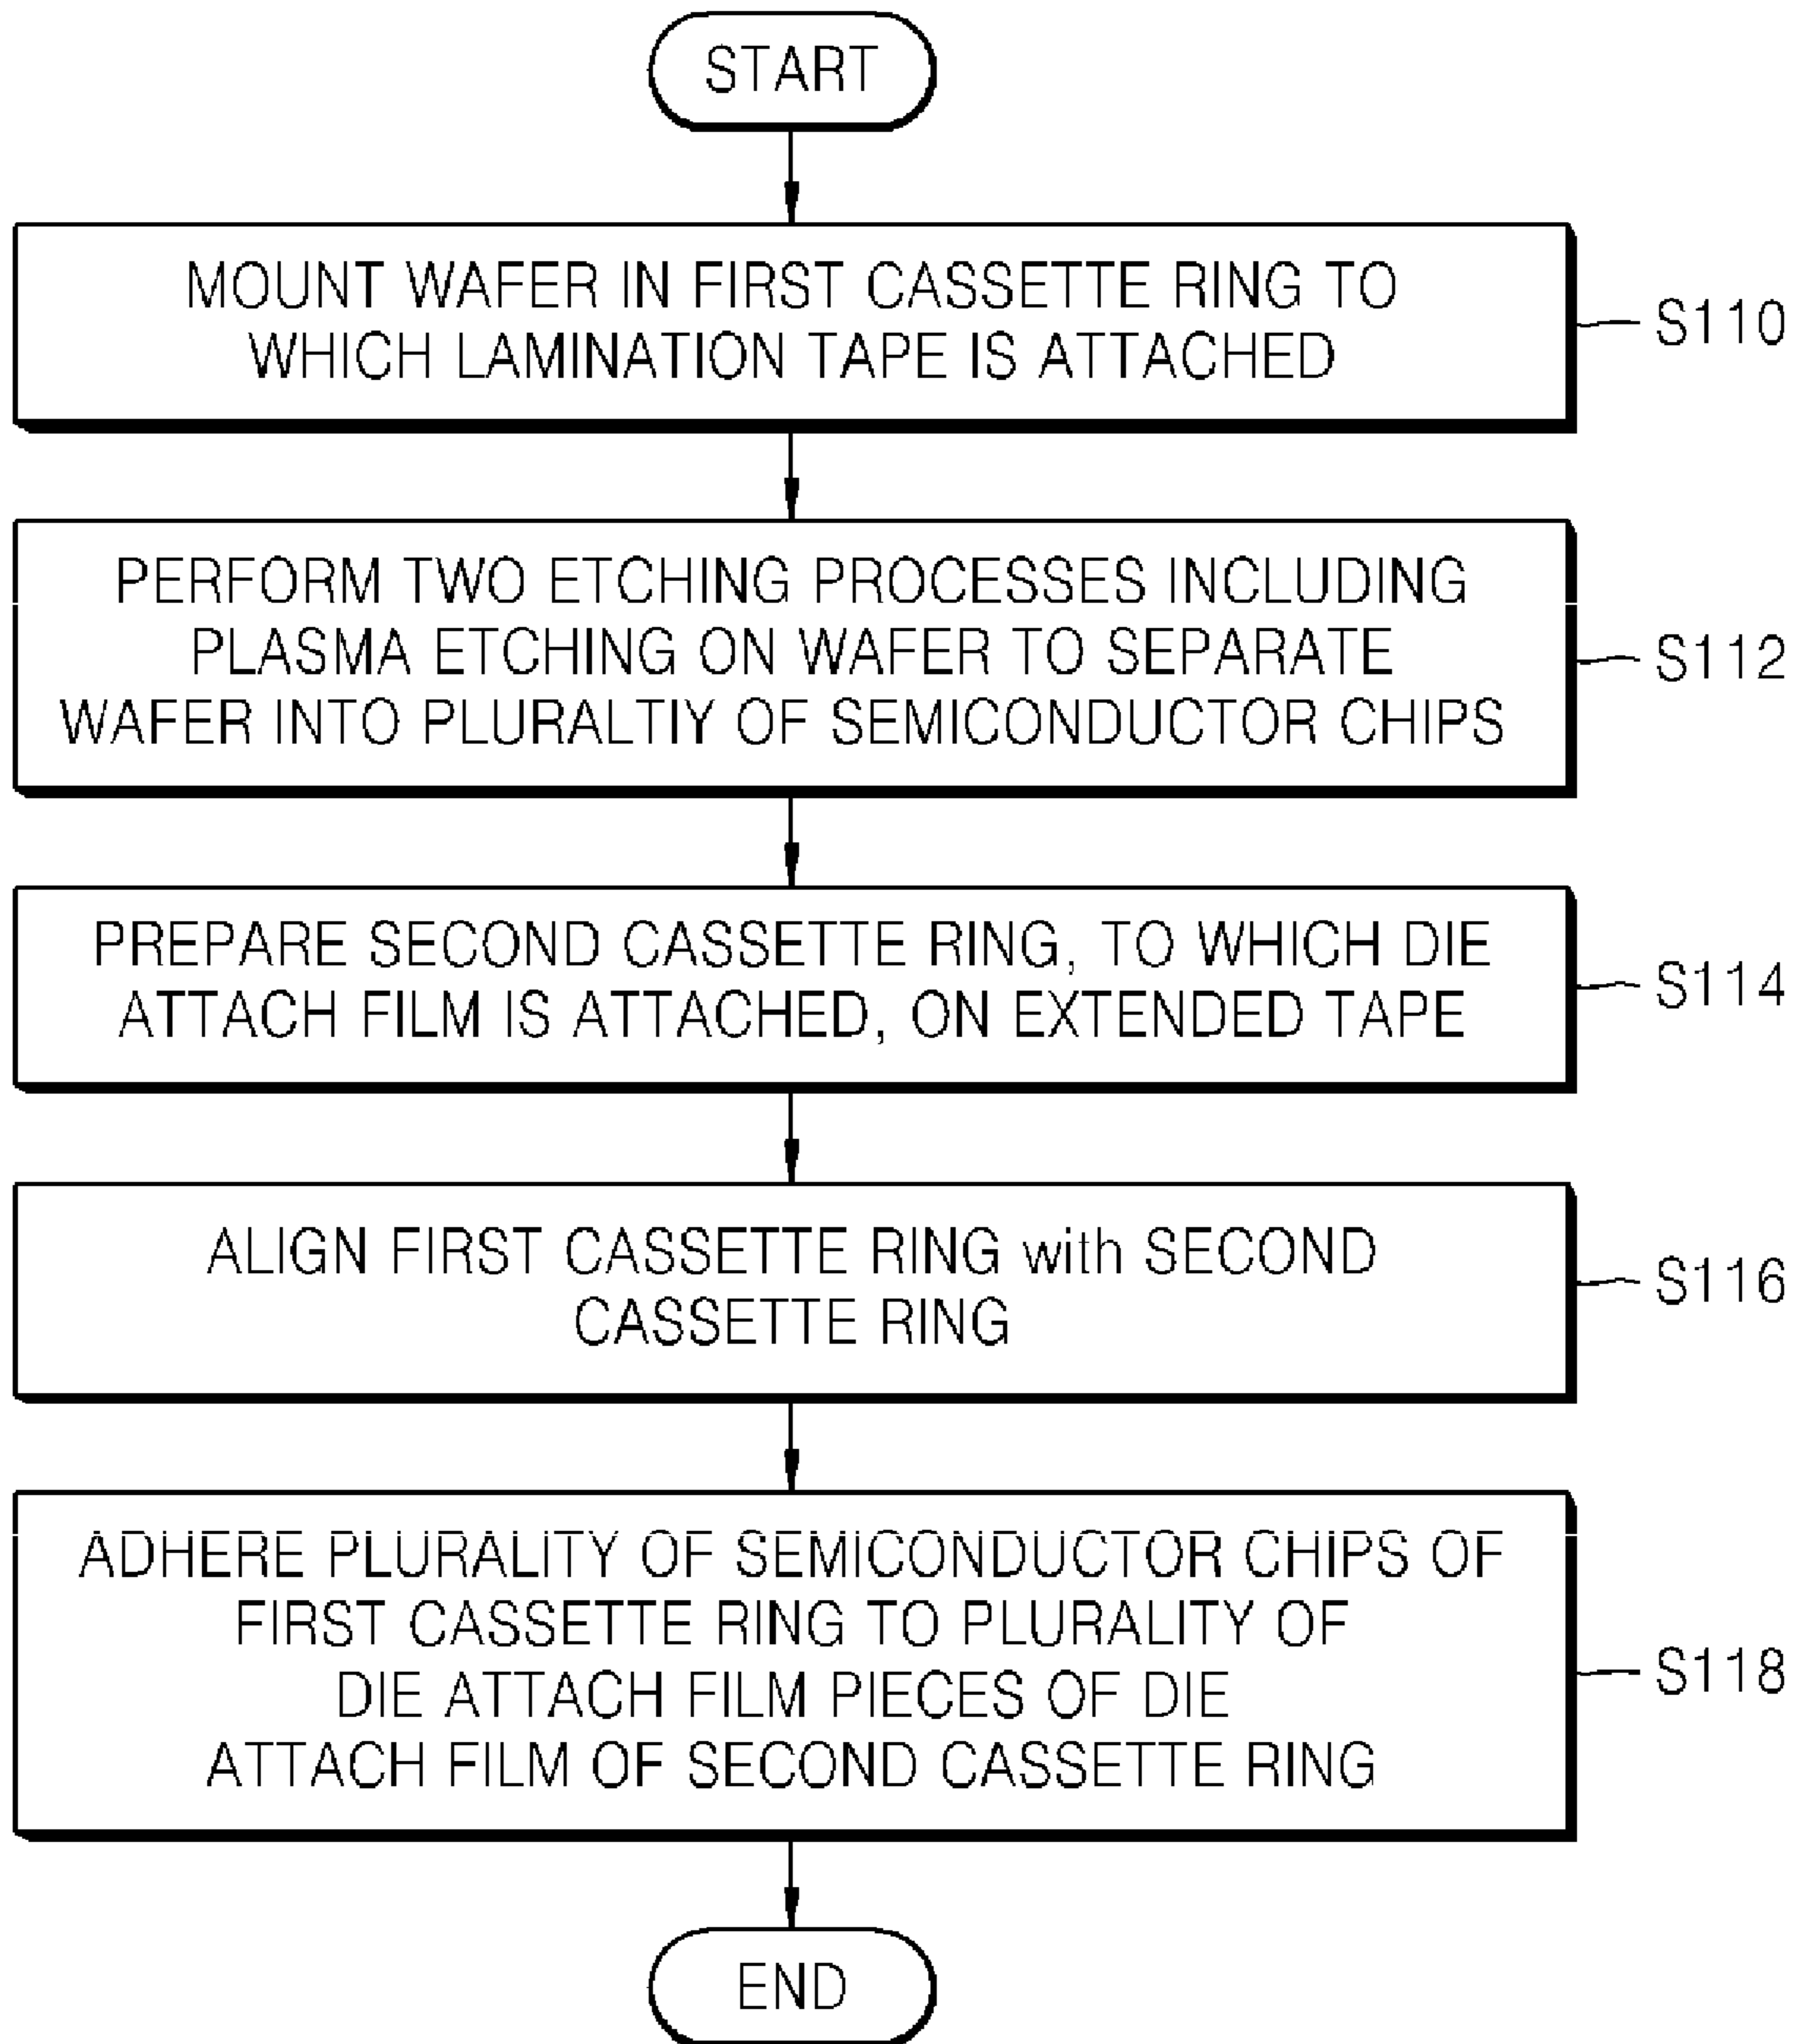 START
MOUNT WAFER IN FIRST CASSETTE RING TO
WHICH LAMINATION TAPE IS ATTACHED
S110
PERFORM TWO ETCHING PROCESSES INCLUDING
PLASMA ETCHING ON WAFER TO SEPARATE
WAFER INTO PLURALTIY OF SEMICONDUCTOR CHIPS
S112
PREPARE SECOND CASSETTE RING, TO WHICH DIE
ATTACH FILM IS ATTACHED, ON EXTENDED TAPE
S114
ALIGN FIRST CASSETTE RING with SECOND
CASSETTE RING
S116
ADHERE PLURALITY OF SEMICONDUCTOR CHIPS OF
FIRST CASSETTE RING TO PLURALITY OF
DIE ATTACH FILM PIECES OF DIE
ATTACH FILM OF SECOND CASSETTE RING
S118
END